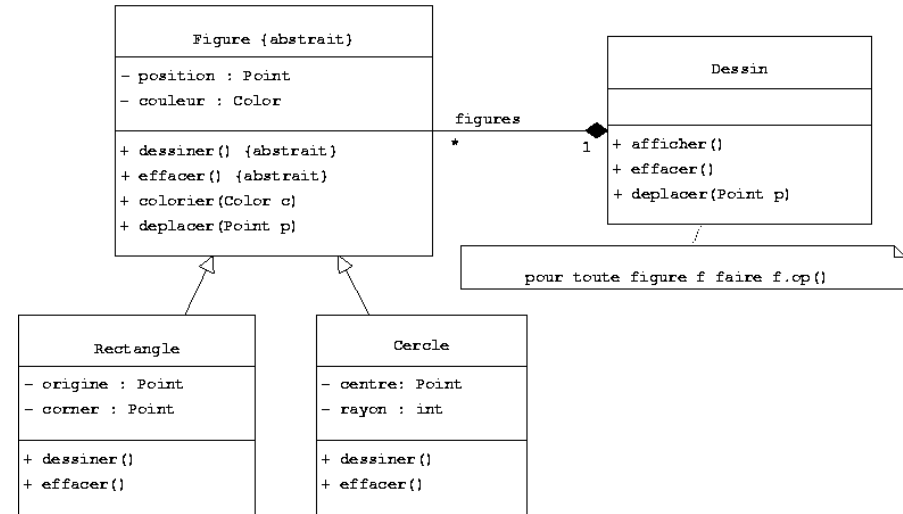 Figure {abstrait}
- position : Point
- couleur : Color
+ dessiner() {abstrait}
+ effacer() {abstrait}
+ colorier(Color c)
+ deplacer(Point p)
figures
*
1
Dessin
+ afficher()
+ effacer()
+ deplacer(Point p)
pour toute figure f faire f.op()
Rectangle
- origine : Point
- corner : Point
+ dessiner()
+ effacer()
Cercle
- centre: Point
- rayon : int
+ dessiner()
+ effacer()